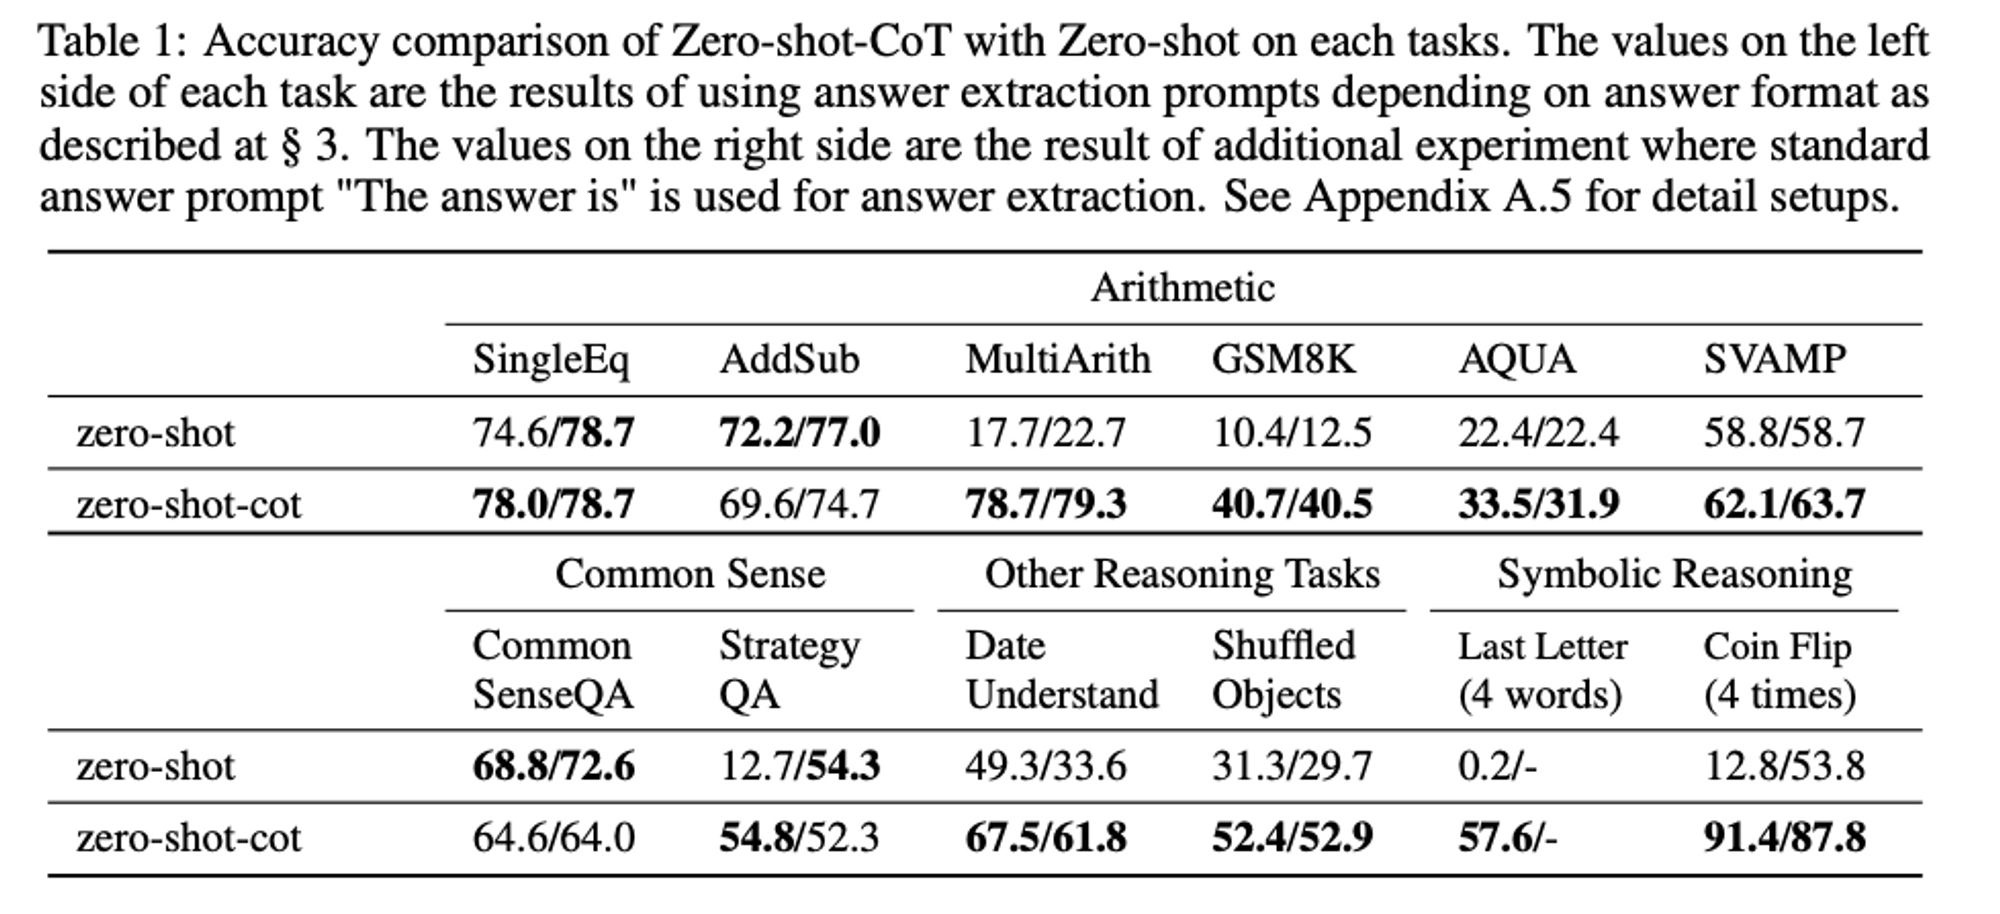 Table 1: Accuracy comparison of Zero-shot-CoT with Zero-shot on each tasks. The values on the left
side of each task are the results of using answer extraction prompts depending on answer format as
described at § 3. The values on the right side are the result of additional experiment where standard
answer prompt "The answer is" is used for answer extraction. See Appendix A.5 for detail setups.
Arithmetic
SingleEq AddSub MultiArith GSM8K AQUA SVAMP
zero-shot 74.6/78.7 72.2/77.0 17.7/22.7 10.4/12.5 22.4/22.4 58.8/58.7
zero-shot-cot 78.0/78.7 69.6/74.7 78.7/79.3 40.7/40.5 33.5/31.9 62.1/63.7
Common Sense Other Reasoning Tasks Symbolic Reasoning
Common Strategy Date Shuffled Last Letter Coin Flip
SenseQA QA Understand Objects (4 words) (4 times)
zero-shot 68.8/72.6 12.7/54.3 49.3/33.6 31.3/29.7 0.2/- 12.8/53.8
zero-shot-cot 64.6/64.0 54.8/52.3 67.5/61.8 52.4/52.9 57.6/- 91.4/87.8